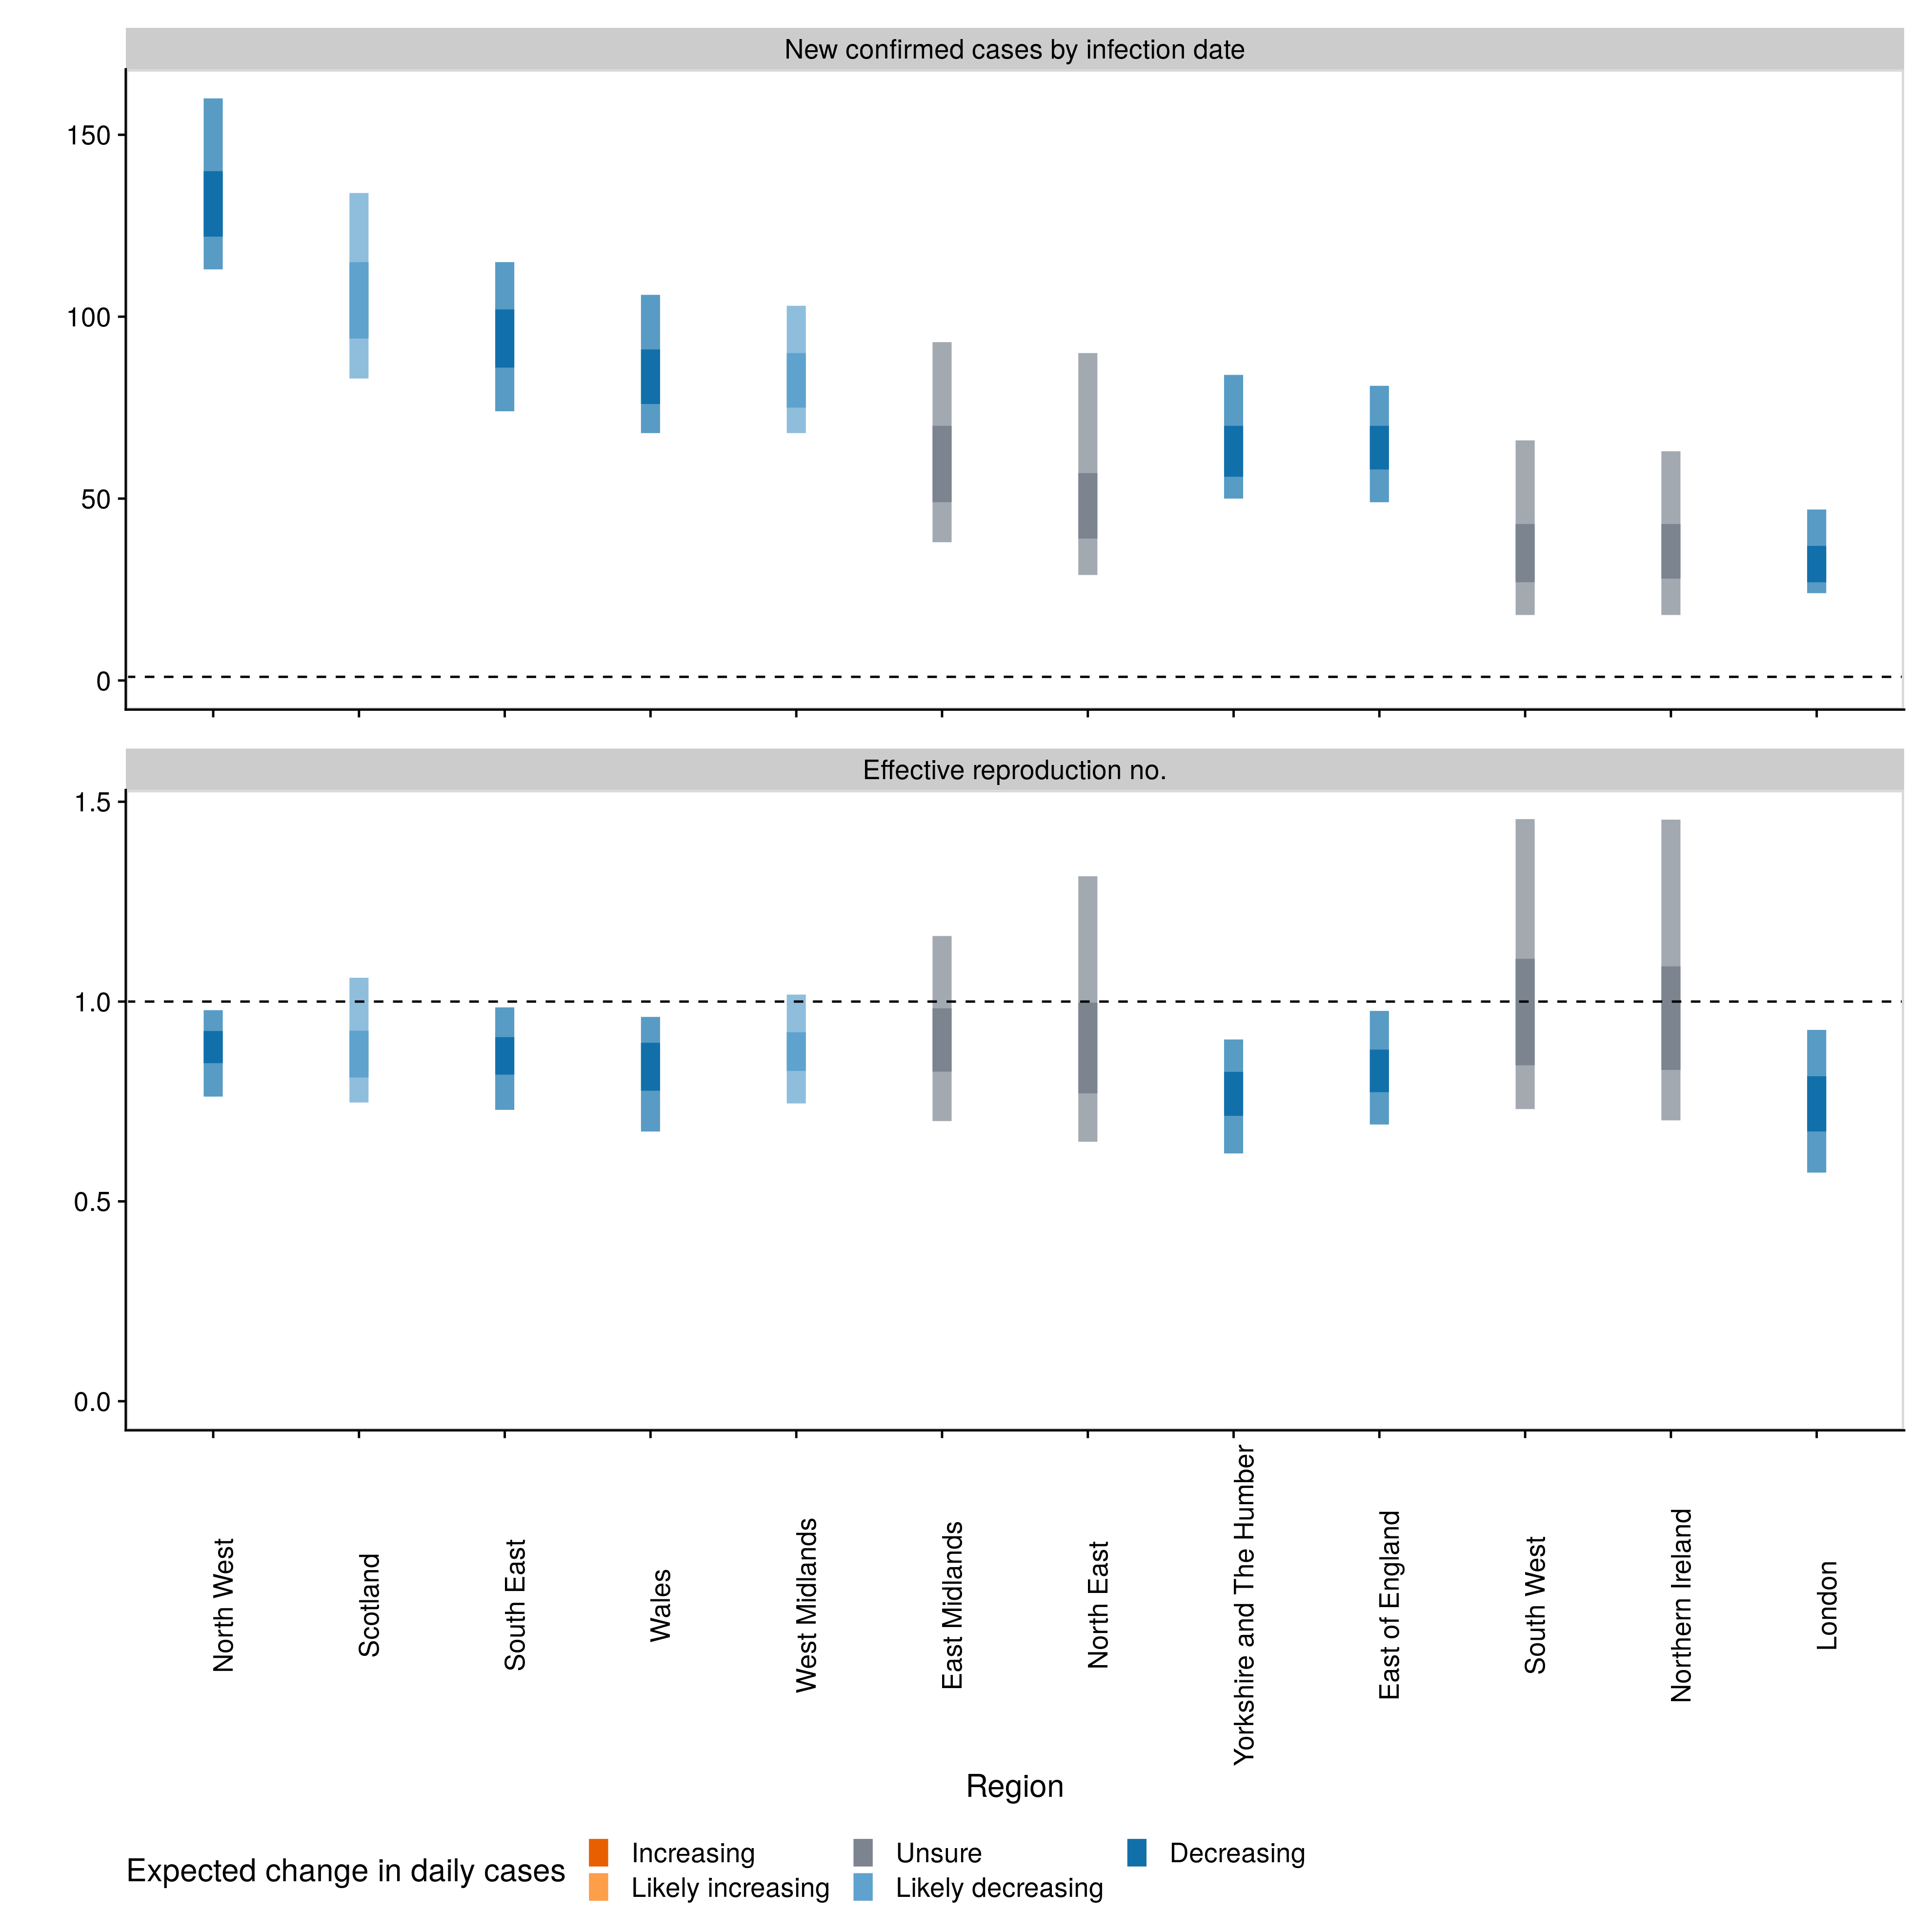 New confirmed cases by infection date
150
100
50
0
Effective reproduction no.
1.5
1.0
0.5
0.0
North West
Scotland
South East
Wales
West Midlands
East Midlands
North East
Yorkshire and The Humber
East of England
South West
Northern Ireland
London
Region
Expected change in daily cases
Increasing
Likely increasing
Unsure
Likely decreasing
Decreasing